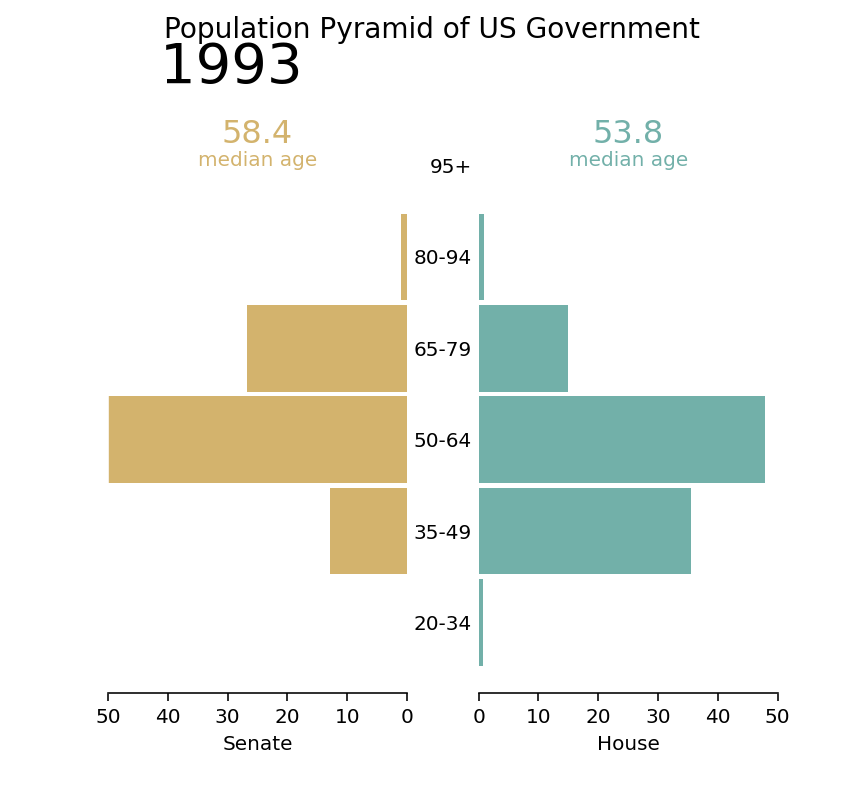 Population Pyramid of US Government
1993
58.4
median age
53.8
median age
95+
80-94
65-79
50-64
35-49
20-34
50 40 30 20 10 0
Senate
0 10 20 30 40 50
House